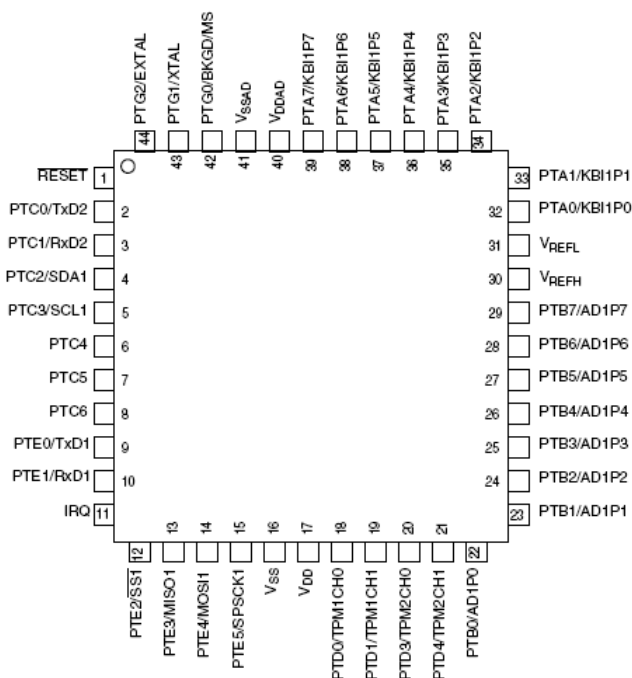 PTG2/EXTAL
PTG1/XTAL
PTG0/BKGD/MS
VSSAD
VDDAD
PTA7/KBI1P7
PTA6/KBI1P6
PTA5/KBI1P5
PTA4/KBI1P4
PTA3/KBI1P3
PTA2/KBI1P2
44
43
42
41
40
39
38
37
36
35
34
RESET 1
PTC0/TxD2 2
PTC1/RxD2 3
PTC2/SDA1 4
PTC3/SCL1 5
PTC4 6
PTC5 7
PTC6 8
PTE0/TxD1 9
PTE1/RxD1 10
IRQ 11
33 PTA1/KBI1P1
32 PTA0/KBI1P0
31 VREFL
30 VREFH
29 PTB7/AD1P7
28 PTB6/AD1P6
27 PTB5/AD1P5
26 PTB4/AD1P4
25 PTB3/AD1P3
24 PTB2/AD1P2
23 PTB1/AD1P1
12
13
14
15
16
17
18
19
20
21
22
PTE2/SS1
PTE3/MISO1
PTE4/MOSI1
PTE5/SPSCK1
VSS
VDD
PTD0/TPM1CH0
PTD1/TPM1CH1
PTD3/TPM2CH0
PTD4/TPM2CH1
PTB0/AD1P0